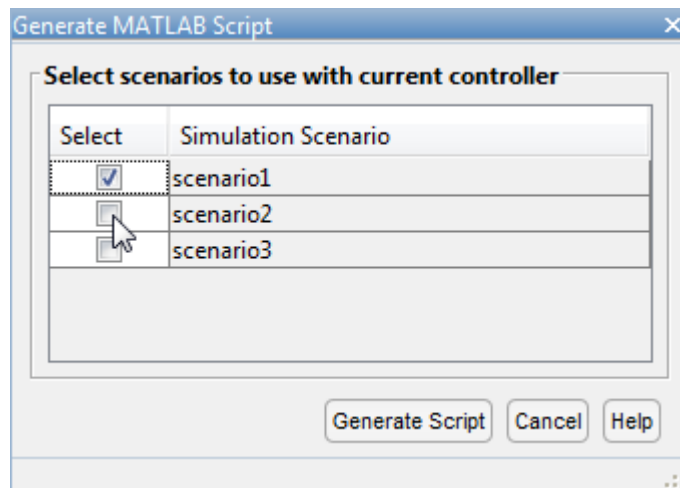 Generate MATLAB Script
Select scenarios to use with current controller
Select Simulation Scenario
scenario1
scenario2
scenario3
Generate Script Cancel Help